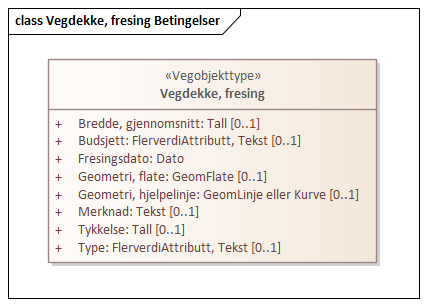 class Vegdekke, fresing Betingelser
«Vegobjekttype»
Vegdekke, fresing
+ Bredde, gjennomsnitt: Tall [0..1]
+ Budsjett: FlerverdiAttributt, Tekst [0..1]
+ Fresingsdato: Dato
+ Geometri, flate: GeomFlate [0..1]
+ Geometri, hjelpelinje: GeomLinje eller Kurve [0..1]
+ Merknad: Tekst [0..1]
+ Tykkelse: Tall [0..1]
+ Type: FlerverdiAttributt, Tekst [0..1]